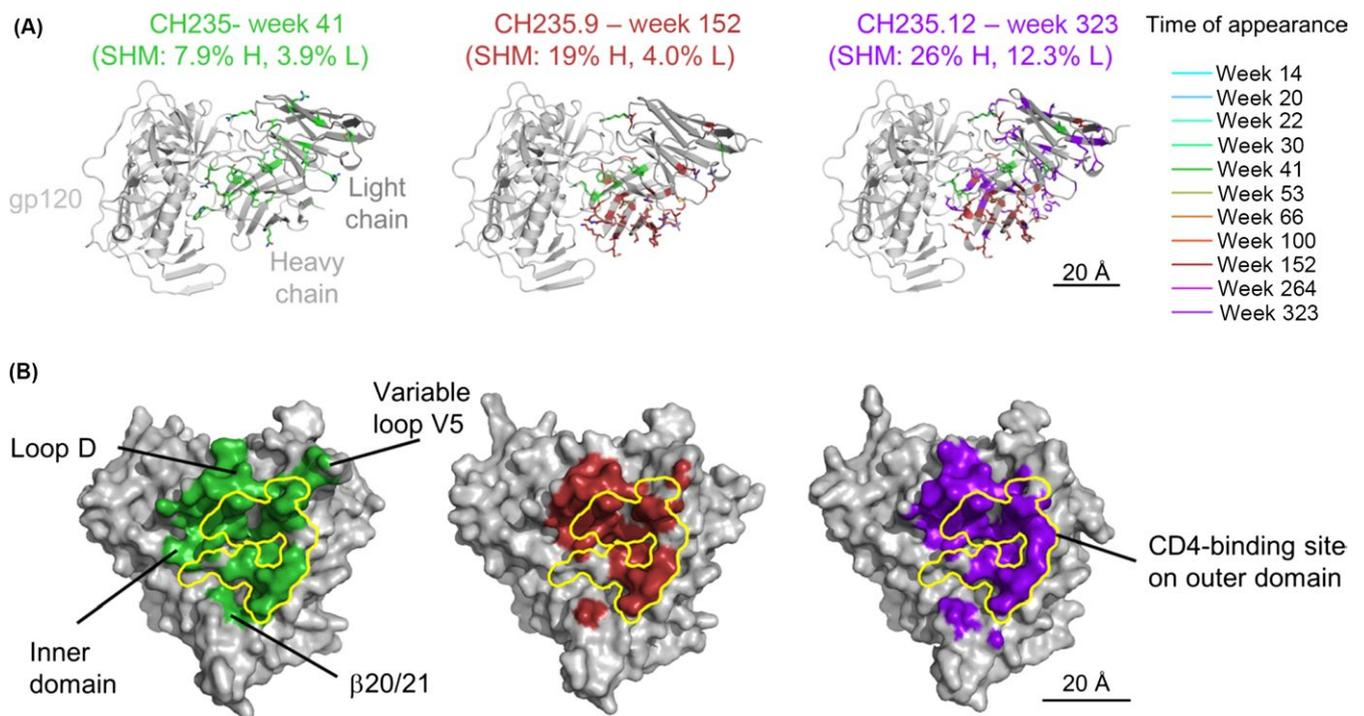 (A)
CH235- week 41
(SHM: 7.9% H, 3.9% L)
CH235.9 – week 152
(SHM: 19% H, 4.0% L)
CH235.12 – week 323
(SHM: 26% H, 12.3% L)
Time of appearance
Week 14
Week 20
Week 22
Week 30
Week 41
Week 53
Week 66
Week 100
Week 152
Week 264
Week 323
gp120
Light
chain
Heavy
chain
20 Å
(B)
Loop D
Variable
loop V5
Inner
domain
β20/21
CD4-binding site
on outer domain
20 Å